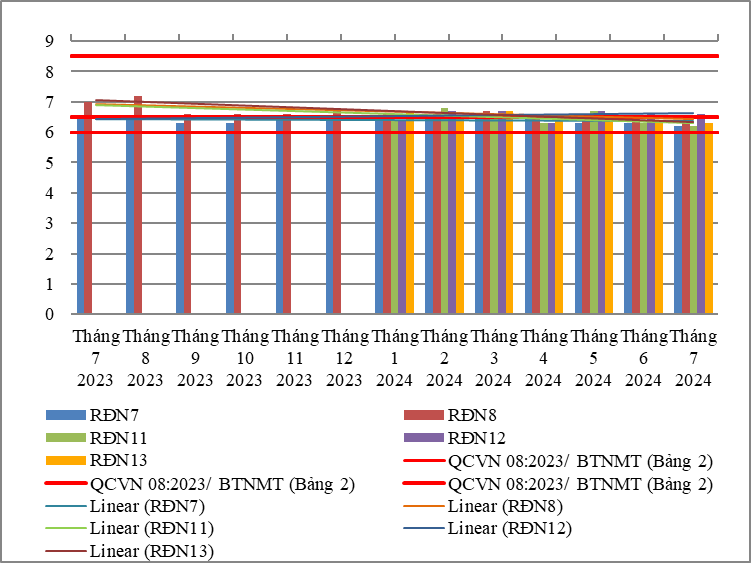 9
8
7
6
5
4
3
2
1
0
Tháng Tháng Tháng Tháng Tháng Tháng Tháng Tháng Tháng Tháng Tháng Tháng Tháng
7 8 9 10 11 12 1 2 3 4 5 6 7
2023 2023 2023 2023 2023 2023 2024 2024 2024 2024 2024 2024 2024
RĐN7 RĐN8
RĐN11 RĐN12
RĐN13 QCVN 08:2023/ BTNMT (Bảng 2)
QCVN 08:2023/ BTNMT (Bảng 2) QCVN 08:2023/ BTNMT (Bảng 2)
Linear (RĐN7) Linear (RĐN8)
Linear (RĐN11) Linear (RĐN12)
Linear (RĐN13)